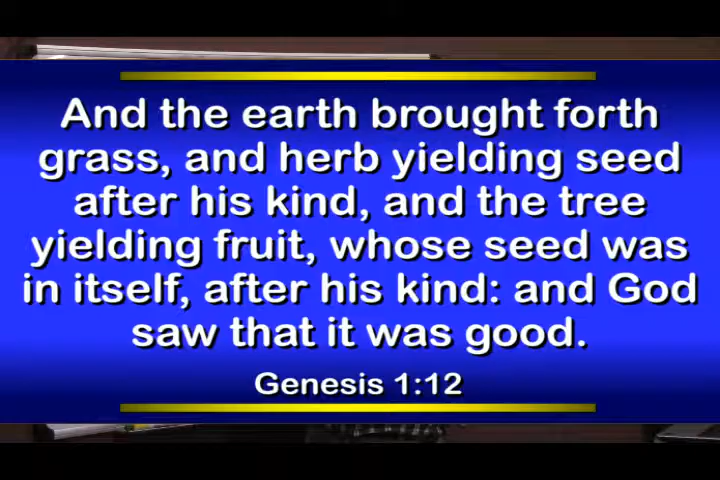 And the earth brought forth
grass, and herb yielding seed
after his kind, and the tree
yielding fruit, whose seed was
in itself, after his kind: and God
saw that it was good.
Genesis 1:12